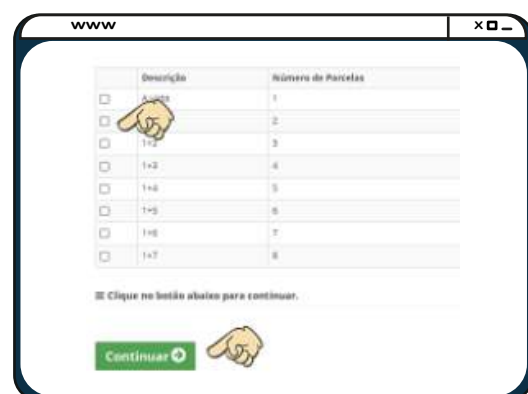 www
Descrição Número de Parcelas
1
2
1+2 3
1+3 4
1+4 5
1+5 6
1+6 7
1+7 8
Clique no botão abaixo para continuar.
Continuar